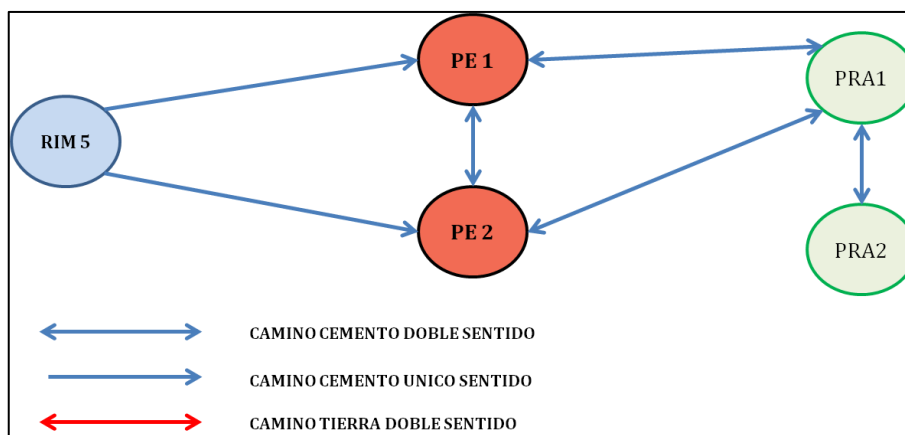 PE 1
PRA1
RIM 5
PE 2
PRA2
CAMINO CEMENTO DOBLE SENTIDO
CAMINO CEMENTO UNICO SENTIDO
CAMINO TIERRA DOBLE SENTIDO